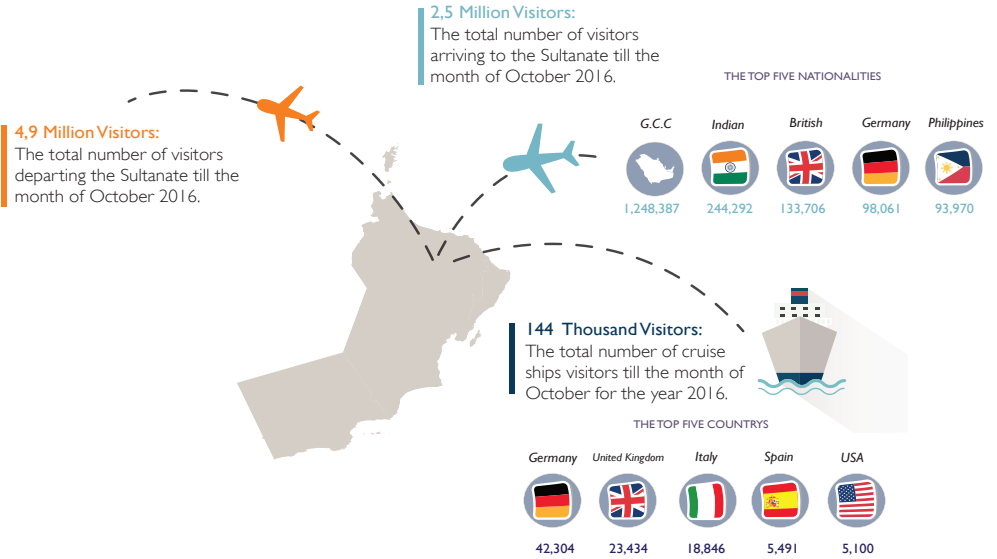 2,5 Million Visitors:
The total number of visitors
arriving to the Sultanate till the
month of October 2016.
THE TOP FIVE NATIONALITIES
G.C.C Indian British Germany Philippines
1,248,387 244,292 133,706 98,061 93,970
4,9 Million Visitors:
The total number of visitors
departing the Sultanate till the
month of October 2016.
144 Thousand Visitors:
The total number of cruise
ships visitors till the month of
October for the year 2016.
THE TOP FIVE COUNTRYS
Germany United Kingdom Italy Spain USA
42,304 23,434 18,846 5,491 5,100